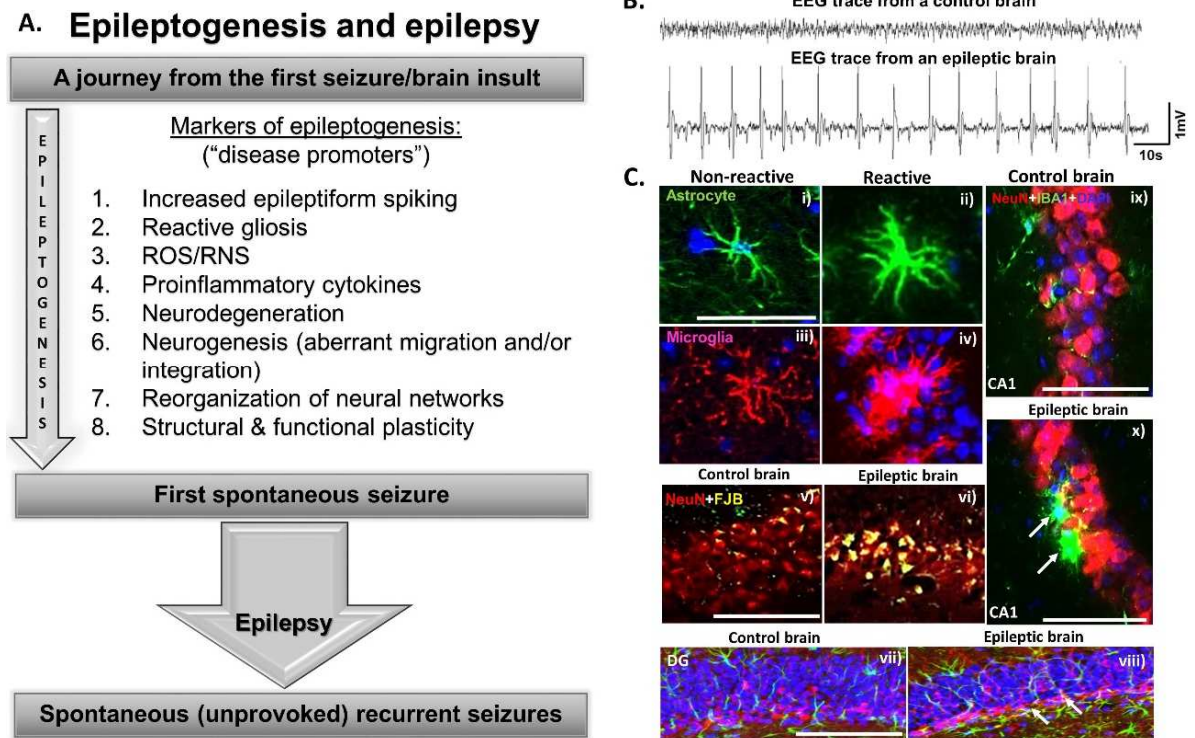 A. Epileptogenesis and epilepsy
A journey from the first seizure/brain insult
EPILEPTOGENESIS
Markers of epileptogenesis:
("disease promoters")
1. Increased epileptiform spiking
2. Reactive gliosis
3. ROS/RNS
4. Proinflammatory cytokines
5. Neurodegeneration
6. Neurogenesis (aberrant migration and/or
integration)
7. Reorganization of neural networks
8. Structural & functional plasticity
First spontaneous seizure
Epilepsy
Spontaneous (unprovoked) recurrent seizures
B.
EEG trace from a control brain
EEG trace from an epileptic brain
1mV
10s
C.
Non-reactive
Reactive
Control brain
Astrocyte
i)
ii)
NeuN+IBA1+DAPI
ix)
Microglia
iii)
iv)
CA1
Epileptic brain
x)
Control brain
Epileptic brain
NeuN+FJB
v)
vi)
CA1
Control brain
Epileptic brain
DG
vii)
viii)